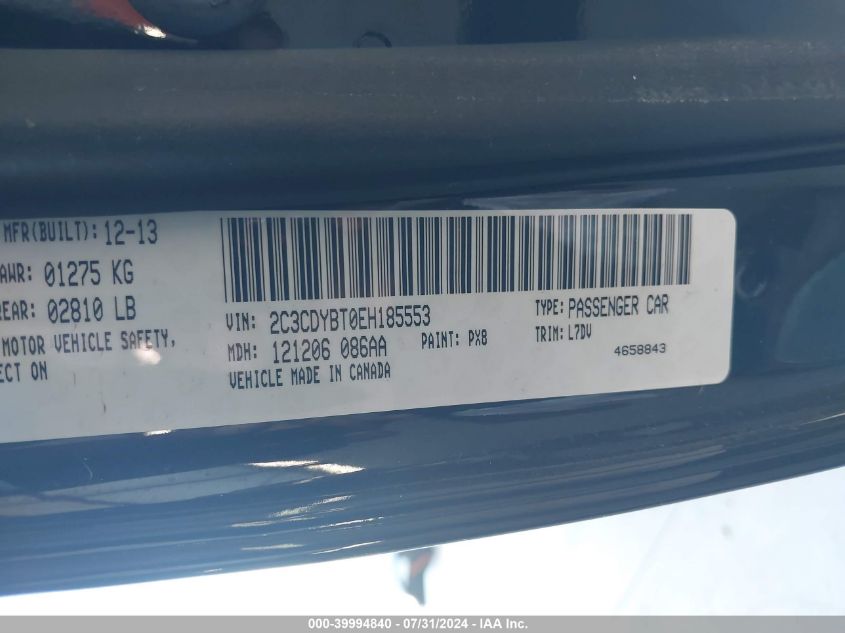 MFR(BUILT): 12-13
AWR: 01275 KG
REAR: 02810 LB
MOTOR VEHICLE SAFETY,
ECT ON
VIN: 2C3CDYBT0EH185553
TYPE: PASSENGER CAR
MDH: 121206 086AA
PAINT: PX8
TRIM: L7DV
VEHICLE MADE IN CANADA
4658843
000-39994840 - 07/31/2024 - IAA Inc.